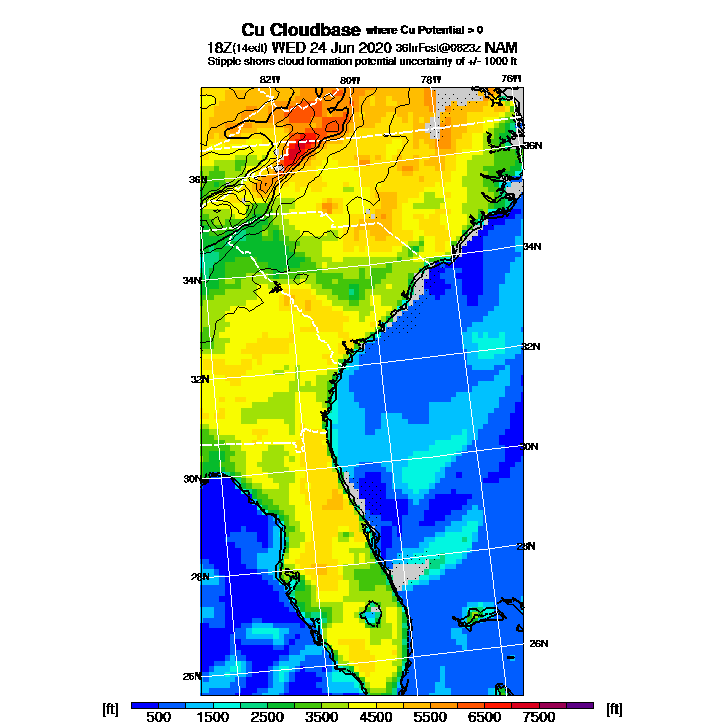 Cu Cloudbase where Cu Potential > 0
18Z(14edt) WED 24 Jun 2020 36hrFcst@0823z NAM
Stipple shows cloud formation potential uncertainty of +/- 1000 ft
82W 80W 78W 76W
36N
36N
34N
34N
32N
32N
30N
30N
28N
28N
26N
26N
[ft] 500 1500 2500 3500 4500 5500 6500 7500 [ft]